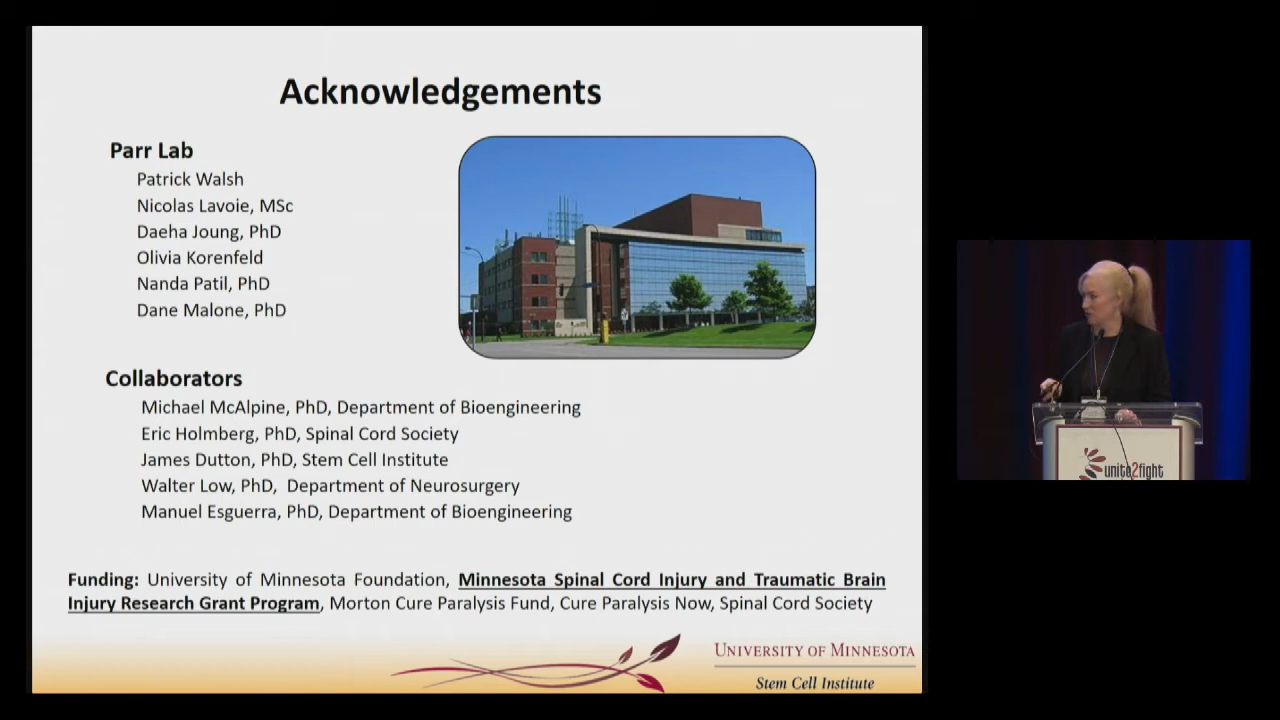 Acknowledgements
Parr Lab
Patrick Walsh
Nicolas Lavoie, MSc
Daeha Joung, PhD
Olivia Korenfeld
Nanda Patil, PhD
Dane Malone, PhD
Collaborators
Michael McAlpine, PhD, Department of Bioengineering
Eric Holmberg, PhD, Spinal Cord Society
James Dutton, PhD, Stem Cell Institute
Walter Low, PhD, Department of Neurosurgery
Manuel Esguerra, PhD, Department of Bioengineering
Funding: University of Minnesota Foundation, Minnesota Spinal Cord Injury and Traumatic Brain
Injury Research Grant Program, Morton Cure Paralysis Fund, Cure Paralysis Now, Spinal Cord Society
UNIVERSITY OF MINNESOTA
Stem Cell Institute
unite2fight